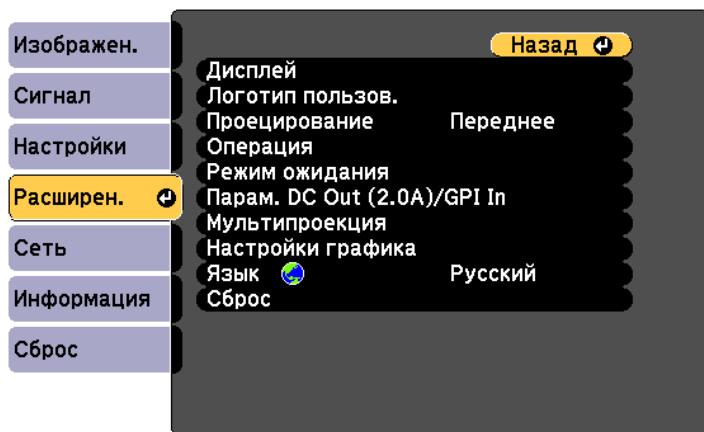 Изображен.
Сигнал
Настройки
Расширен.
Сеть
Информация
Сброс
Назад
Дисплей
Логотип пользов.
Проецирование Переднее
Операция
Режим ожидания
Парам. DC Out (2.0A)/GPI In
Мультипроекция
Настройки графика
Язык Русский
Сброс